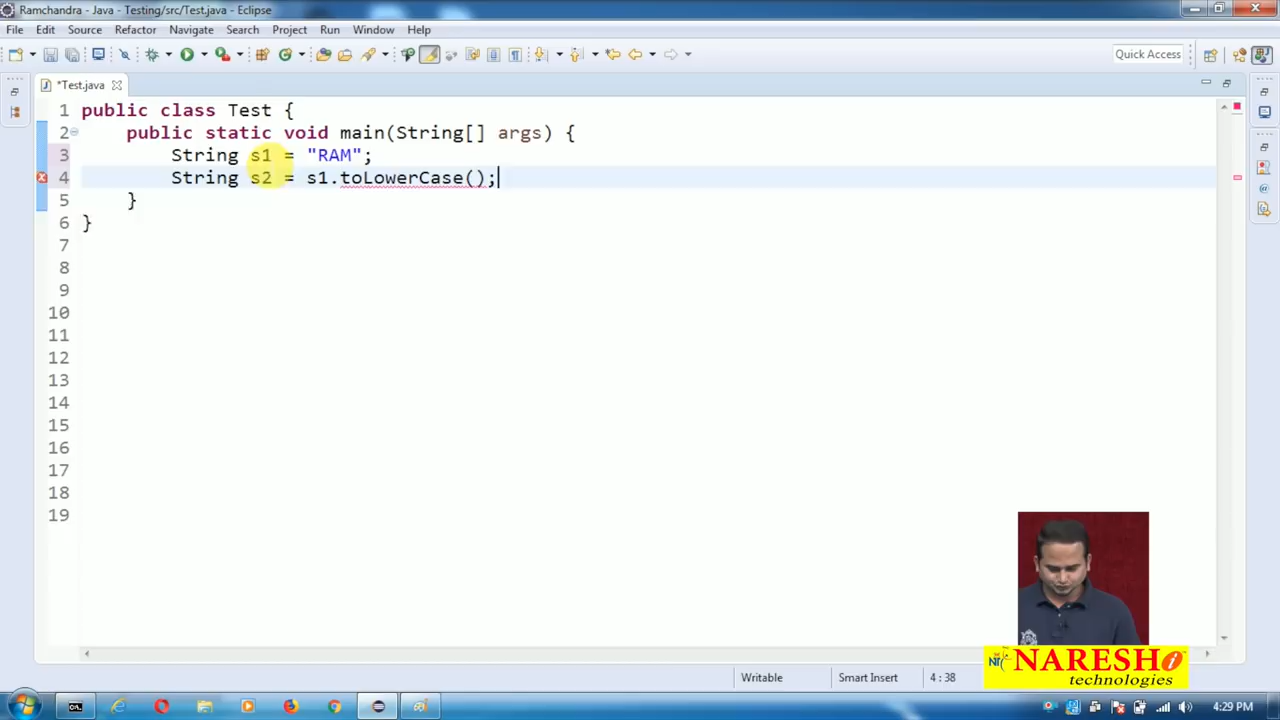 Ramchandra - Java - Testing/src/Test.java - Eclipse
File Edit Source Refactor Navigate Search Project Run Window Help
Quick Access
*Test.java
1 public class Test {
2 public static void main(String[] args) {
3 String s1 = "RAM";
4 String s2 = s1.toLowerCase();
5 }
6 }
7
8
9
10
11
12
13
14
15
16
17
18
19
NARESH i
technologies
Writable Smart Insert 4 : 38
4:29 PM